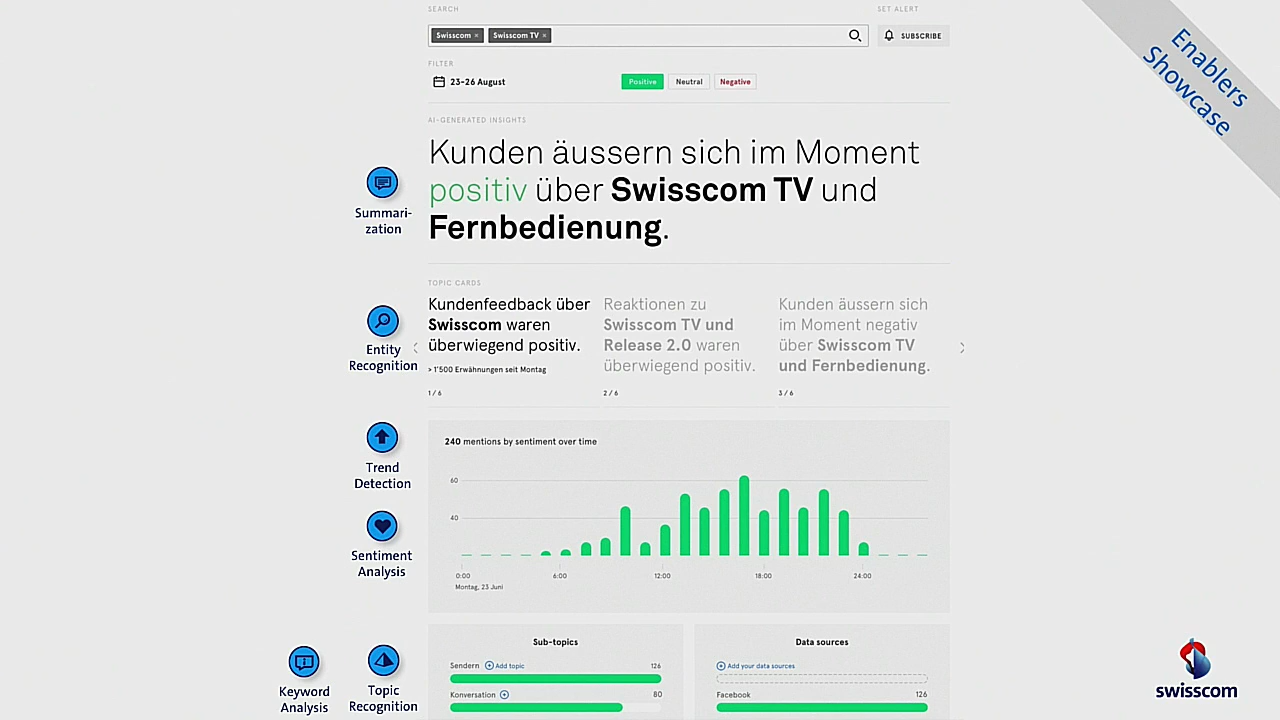 SEARCH
SET ALERT
Swisscom ×
Swisscom TV ×
SUBSCRIBE
Enablers
Showcase
FILTER
23–26 August
Positive
Neutral
Negative
AI-GENERATED INSIGHTS
Kunden äussern sich im Moment
positiv über Swisscom TV und
Fernbedienung.
Summari-
zation
TOPIC CARDS
Kundenfeedback über
Swisscom waren
überwiegend positiv.
> 1'500 Erwähnungen seit Montag
1 / 6
Reaktionen zu
Swisscom TV und
Release 2.0 waren
überwiegend positiv.
2 / 6
Kunden äussern sich
im Moment negativ
über Swisscom TV
und Fernbedienung.
3 / 6
Entity
Recognition
240 mentions by sentiment over time
60
40
0:00
6:00
12:00
18:00
24:00
Montag, 23 Juni
Trend
Detection
Sentiment
Analysis
Keyword
Analysis
Topic
Recognition
Sub-topics
Sendern
Add topic
126
Konversation
80
Data sources
Add your data sources
Facebook
126
swisscom